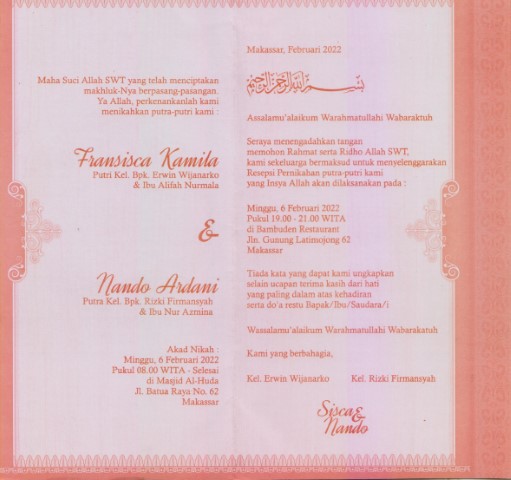 Maha Suci Allah SWT yang telah menciptakan
makhluk-Nya berpasang-pasangan.
Ya Allah, perkenankanlah kami
menikahkan putra-putri kami :
Fransisca Kamila
Putri Kel. Bpk. Erwin Wijanarko
& Ibu Alifah Nurmala
&
Nando Ardani
Putra Kel. Bpk. Rizki Firmansyah
& Ibu Nur Azmina
Akad Nikah :
Minggu, 6 Februari 2022
Pukul 08.00 WITA - Selesai
di Masjid Al-Huda
Jl. Batua Raya No. 62
Makassar
Makassar, Februari 2022
بسم الله الرحمن الرحيم
Assalamu'alaikum Warahmatullahi Wabaraktuh
Seraya menengadahkan tangan
memohon Rahmat serta Ridho Allah SWT,
kami sekeluarga bermaksud untuk menyelenggarakan
Resepsi Pernikahan putra-putri kami
yang Insya Allah akan dilaksanakan pada :
Minggu, 6 Februari 2022
Pukul 19.00 - 21.00 WITA
di Bambuden Restaurant
Jln. Gunung Latimojong 62
Makassar
Tiada kata yang dapat kami ungkapkan
selain ucapan terima kasih dari hati
yang paling dalam atas kehadiran
serta do'a restu Bapak/Ibu/Saudara/i
Wassalamu'alaikum Warahmatullahi Wabarakatuh
Kami yang berbahagia,
Kel. Erwin Wijanarko Kel. Rizki Firmansyah
Sisca &
Nando